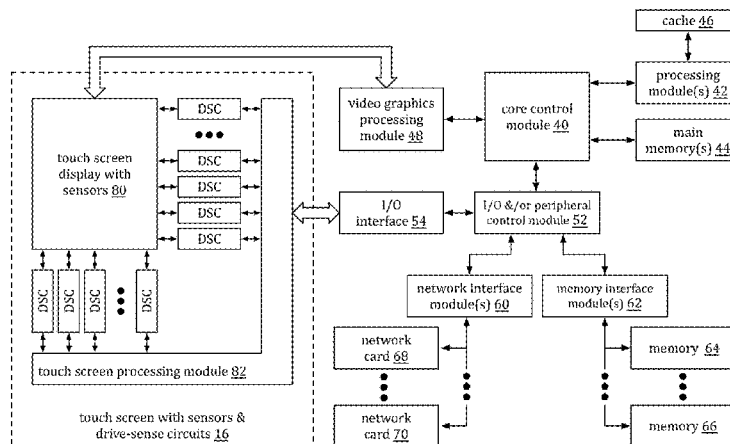 cache 46
DSC
video graphics
processing
module 48
core control
module 40
processing
module(s) 42
touch screen
display with
sensors 80
DSC
main
memory(s) 44
DSC
DSC
I/O
interface 54
I/O &/or peripheral
control module 52
DSC
DSC
DSC
DSC
DSC
network interface
module(s) 60
memory interface
module(s) 62
network
card 68
memory 64
touch screen processing module 82
touch screen with sensors &
drive-sense circuits 16
network
card 70
memory 66